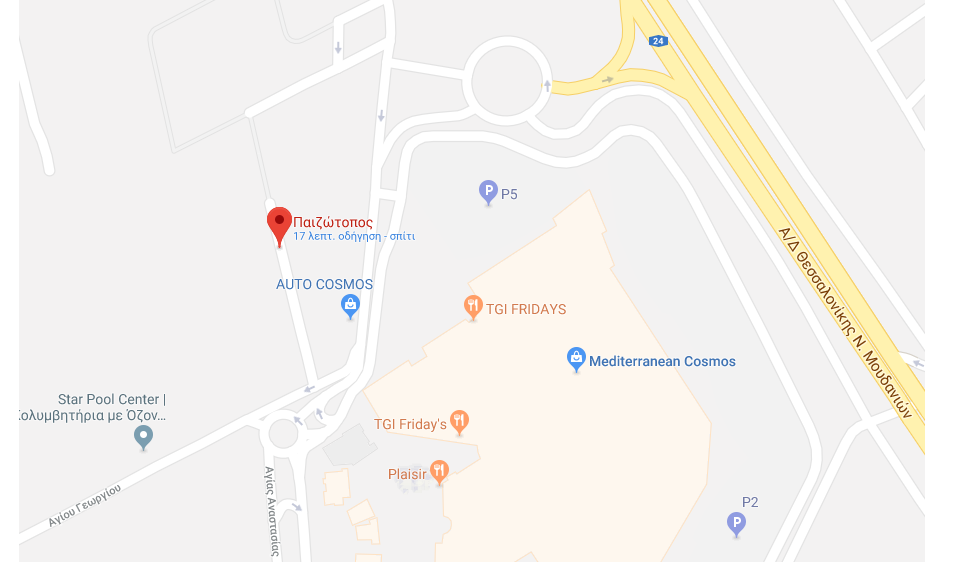 24
P
P5
Παιζώτοπος
17 λεπτ. οδήγηση - σπίτι
Α/Δ Θεσσαλονίκης Ν. Μουδανιών
AUTO COSMOS
TGI FRIDAYS
Mediterranean Cosmos
Star Pool Center |
Κολυμβητήρια με Όζον...
TGI Friday's
Plaisir
Αγίου Γεωργίου
Αγίας Αναστασίας
P2
P